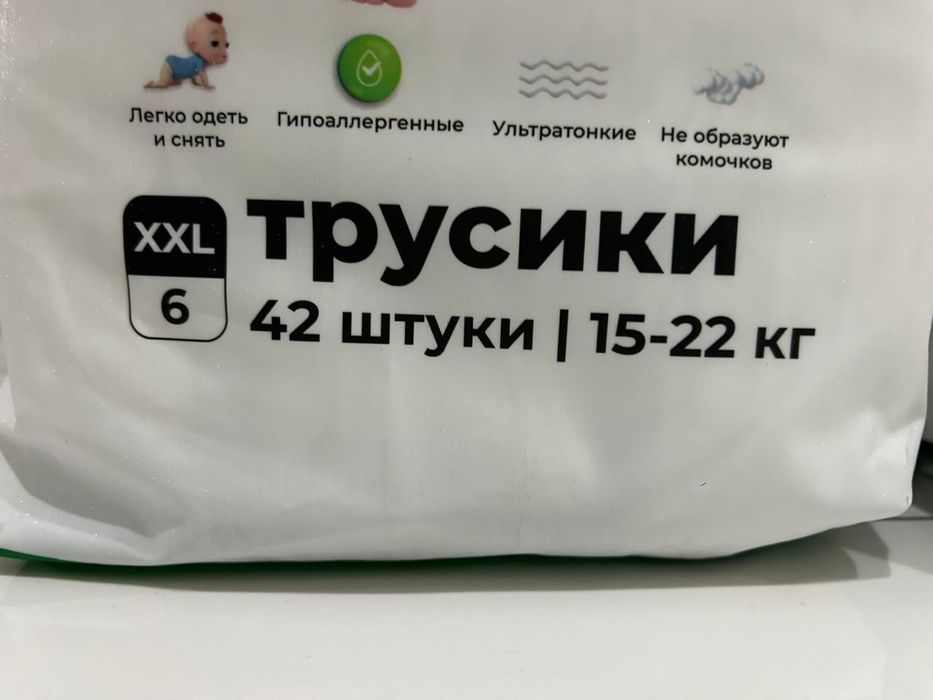 Легко одеть
и снять
Гипоаллергенные
Ультратонкие
Не образуют
комочков
XXL
6
трусики
42 штуки | 15-22 кг